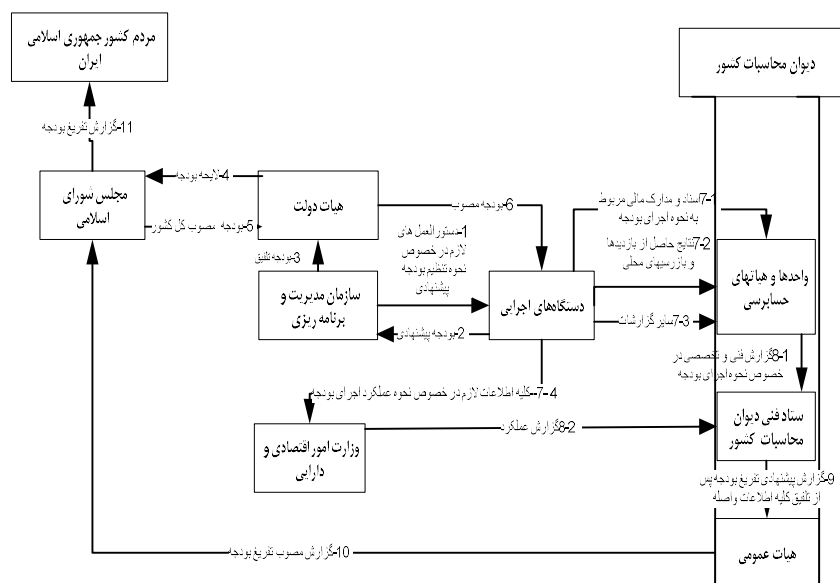 مردم کشور جمهوری اسلامی
ایران
دیوان محاسبات کشور
11-گزارش تفریغ بودجه
مجلس شورای
اسلامی
4-لایحه بودجه
5-بودجه مصوب کل کشور
هیات دولت
6-بودجه مصوب
7-1اسناد و مدارک مالی مربوط
به نحوه اجرای بودجه
7-2نتایج حاصل از بازدیدها
و بازرسیهای محلی
واحدها و هیاتهای
حسابرسی
3-بودجه تلفیق
1-دستور العمل های
لازم در خصوص
نحوه تنظیم بودجه
پیشنهادی
سازمان مدیریت و
برنامه ریزی
2-بودجه پیشنهادی
دستگاه‌های اجرایی
7-3سایر گزارشات
8-1گزارش فنی و تخصصی در
خصوص نحوه اجرای بودجه
7-4-کلیه اطلاعات لازم در خصوص نحوه عملکرد اجرای بودجه
ستاد فنی دیوان
محاسبات کشور
وزارت امور اقتصادی و
دارایی
8-2گزارش عملکرد
9-گزارش پیشنهادی تفریغ بودجه پس
از تلفیق کلیه اطلاعات واصله
هیات عمومی
10-گزارش مصوب تفریغ بودجه